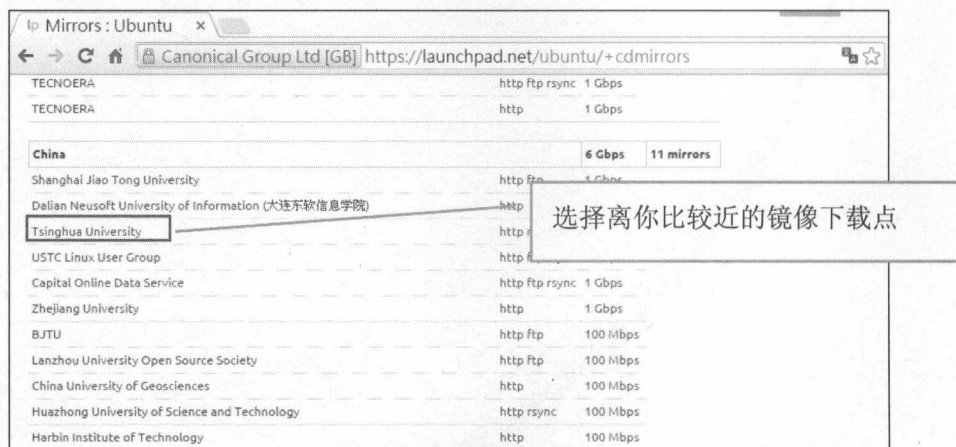 Mirrors : Ubuntu ×
Canonical Group Ltd [GB] https://launchpad.net/ubuntu/+cdmirrors
TECNOERA http ftp rsync 1 Gbps
TECNOERA http 1 Gbps
China 6 Gbps 11 mirrors
Shanghai Jiao Tong University http ftp 1 Gbps
Dalian Neusoft University of Information (大连东软信息学院) http
选择离你比较近的镜像下载点
Tsinghua University http
USTC Linux User Group http
Capital Online Data Service http ftp rsync 1 Gbps
Zhejiang University http 1 Gbps
BJTU http ftp 100 Mbps
Lanzhou University Open Source Society http ftp 100 Mbps
China University of Geosciences http 100 Mbps
Huazhong University of Science and Technology http rsync 100 Mbps
Harbin Institute of Technology http 100 Mbps